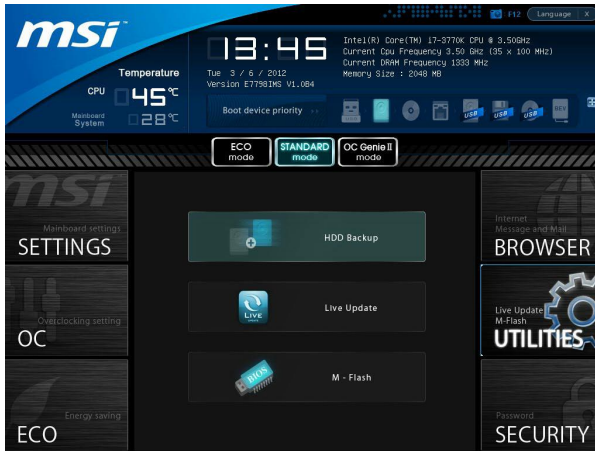 msi
F12 Language X
13:45
Intel(R) Core(TM) i7-3770K CPU @ 3.50GHz
Current Cpu Frequency 3.50 GHz (35 x 100 MHz)
Current DRAM Frequency 1333 MHz
Memory Size : 2048 MB
Tue 3 / 6 / 2012
Version E7798IMS V1.0B4
Temperature
CPU 45°C
Mainboard
System 28°C
Boot device priority
USB USB USB
ECO
mode
STANDARD
mode
OC Genie II
mode
msi
Mainboard settings
SETTINGS
Overclocking setting
OC
Energy saving
ECO
HDD Backup
LIVE
Live Update
BIOS
M - Flash
Internet
Message and Mail
BROWSER
Live Update
M-Flash
UTILITIES
Password
SECURITY